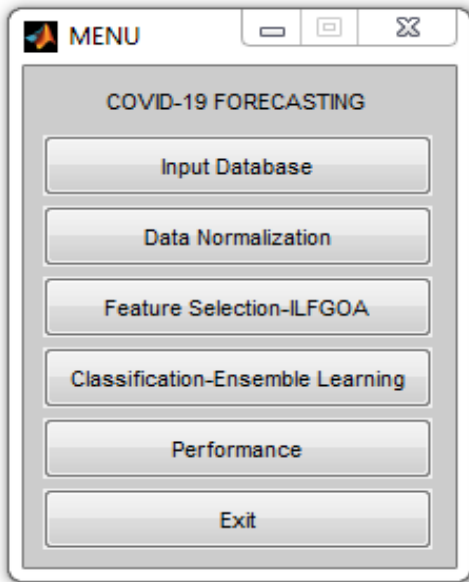 MENU
COVID-19 FORECASTING
Input Database
Data Normalization
Feature Selection-ILFGOA
Classification-Ensemble Learning
Performance
Exit